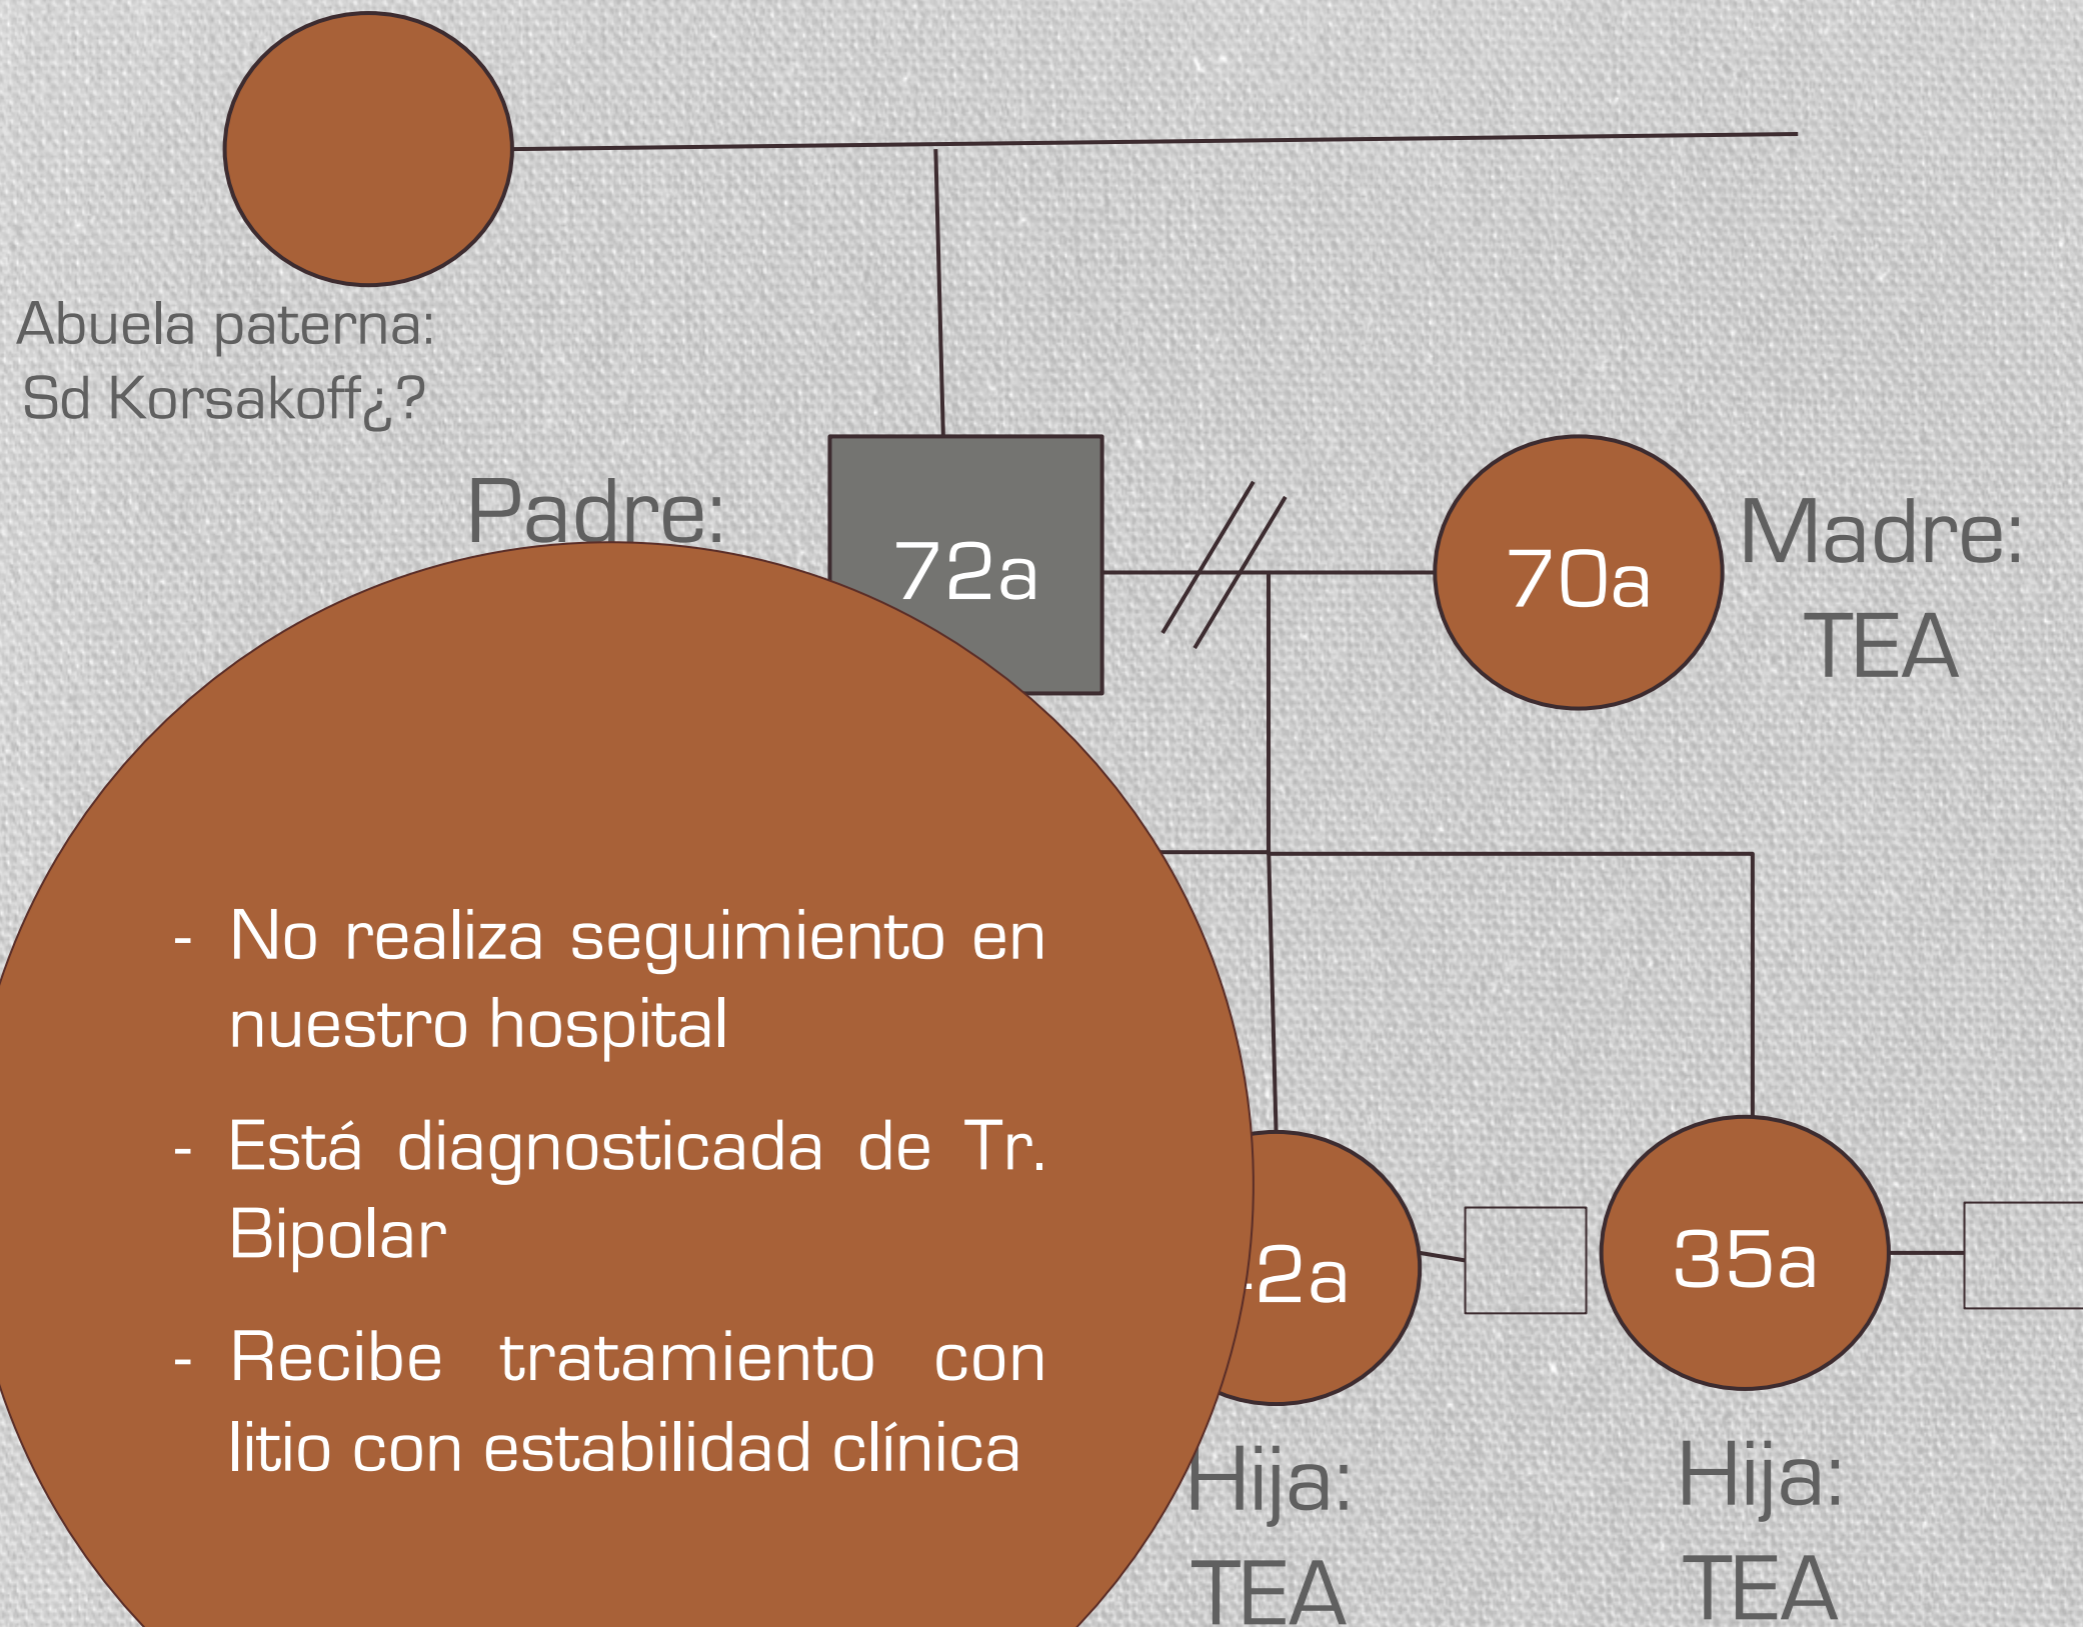 Abuela paterna:
Sd Korsakoff¿?
Padre:
72a
70a
Madre:
TEA
- No realiza seguimiento en
nuestro hospital
- Está diagnosticada de Tr.
Bipolar
- Recibe tratamiento con
litio con estabilidad clínica
2a
35a
Hija:
TEA
Hija:
TEA